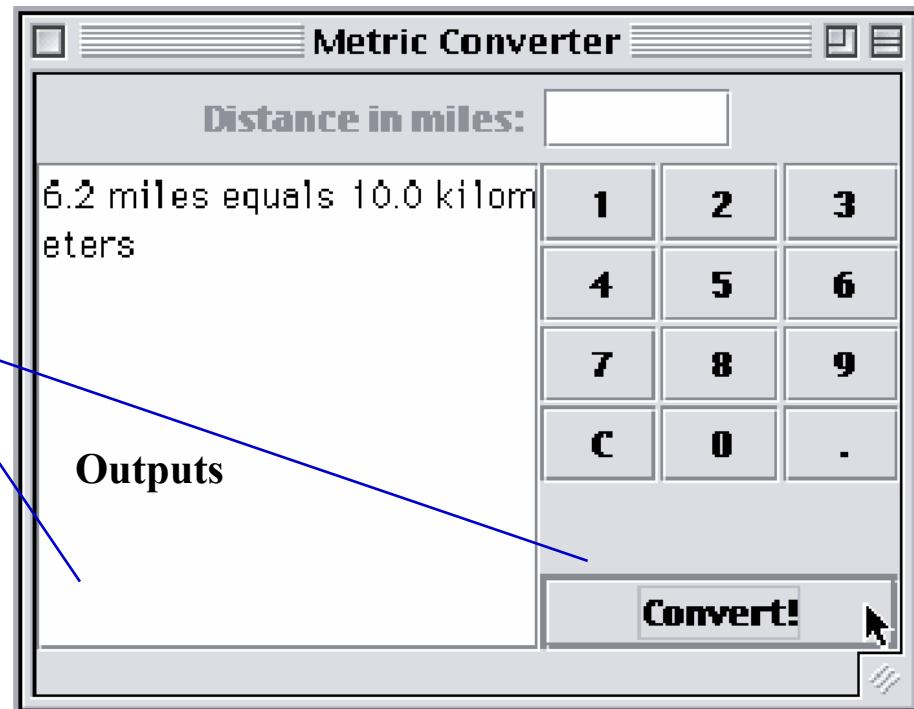 Metric Converter
Distance in miles:
6.2 miles equals 10.0 kilom
eters
1 2 3
4 5 6
7 8 9
C 0 .
Outputs
Convert!